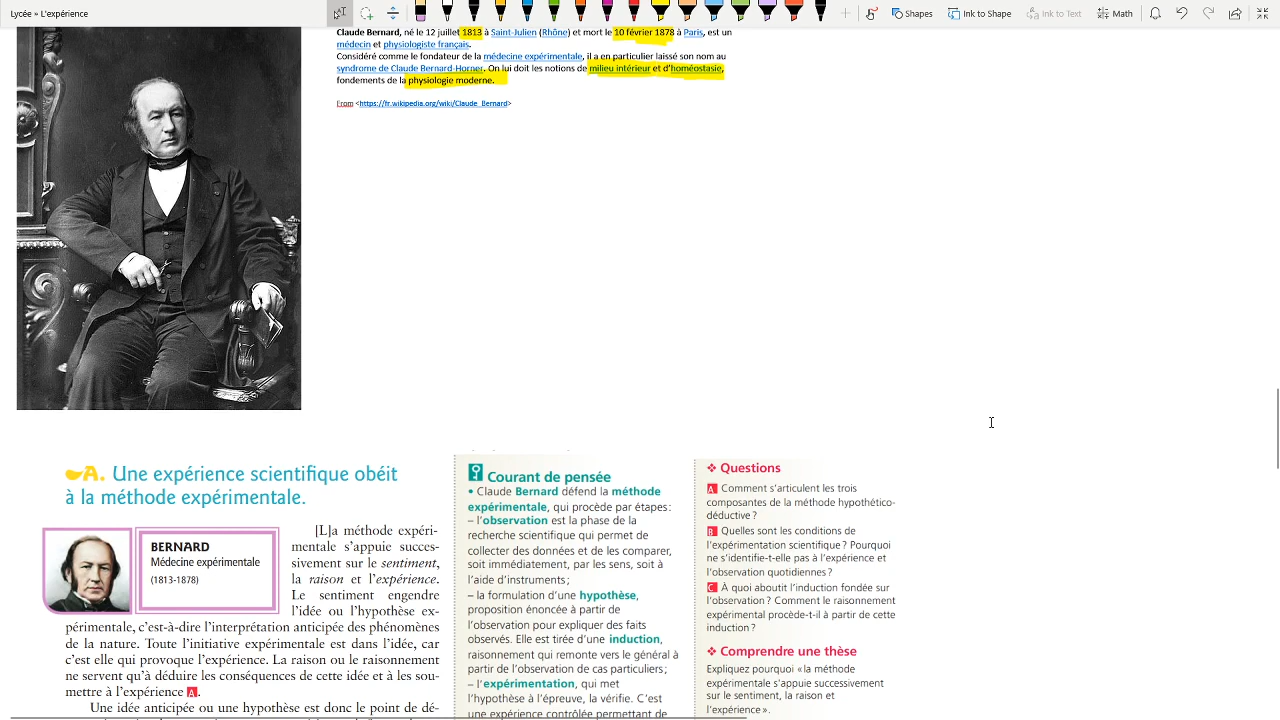 Lycée » L'expérience
Shapes
Ink to Shape
Ink to Text
Math
Claude Bernard, né le 12 juillet 1813 à Saint-Julien (Rhône) et mort le 10 février 1878 à Paris, est un
médecin et physiologiste français.
Considéré comme le fondateur de la médecine expérimentale, il a en particulier laissé son nom au
syndrome de Claude Bernard-Horner. On lui doit les notions de milieu intérieur et d'homéostasie,
fondements de la physiologie moderne.
From <https://fr.wikipedia.org/wiki/Claude_Bernard>
A. Une expérience scientifique obéit
à la méthode expérimentale.
BERNARD
Médecine expérimentale
(1813-1878)
[L]a méthode expéri-
mentale s'appuie succes-
sivement sur le sentiment,
la raison et l'expérience.
Le sentiment engendre
l'idée ou l'hypothèse ex-
périmentale, c'est-à-dire l'interprétation anticipée des phénomènes
de la nature. Toute l'initiative expérimentale est dans l'idée, car
c'est elle qui provoque l'expérience. La raison ou le raisonnement
ne servent qu'à déduire les conséquences de cette idée et à les sou-
mettre à l'expérience A.
Une idée anticipée ou une hypothèse est donc le point de dé-
Courant de pensée
• Claude Bernard défend la méthode
expérimentale, qui procède par étapes :
– l'observation est la phase de la
recherche scientifique qui permet de
collecter des données et de les comparer,
soit immédiatement, par les sens, soit à
l'aide d'instruments ;
– la formulation d'une hypothèse,
proposition énoncée à partir de
l'observation pour expliquer des faits
observés. Elle est tirée d'une induction,
raisonnement qui remonte vers le général à
partir de l'observation de cas particuliers ;
– l'expérimentation, qui met
l'hypothèse à l'épreuve, la vérifie. C'est
une expérience contrôlée permettant de
❖ Questions
A Comment s'articulent les trois
composantes de la méthode hypothético-
déductive ?
B Quelles sont les conditions de
l'expérimentation scientifique ? Pourquoi
ne s'identifie-t-elle pas à l'expérience et
l'observation quotidiennes ?
C À quoi aboutit l'induction fondée sur
l'observation ? Comment le raisonnement
expérimental procède-t-il à partir de cette
induction ?
❖ Comprendre une thèse
Expliquez pourquoi « la méthode
expérimentale s'appuie successivement
sur le sentiment, la raison et
l'expérience ».